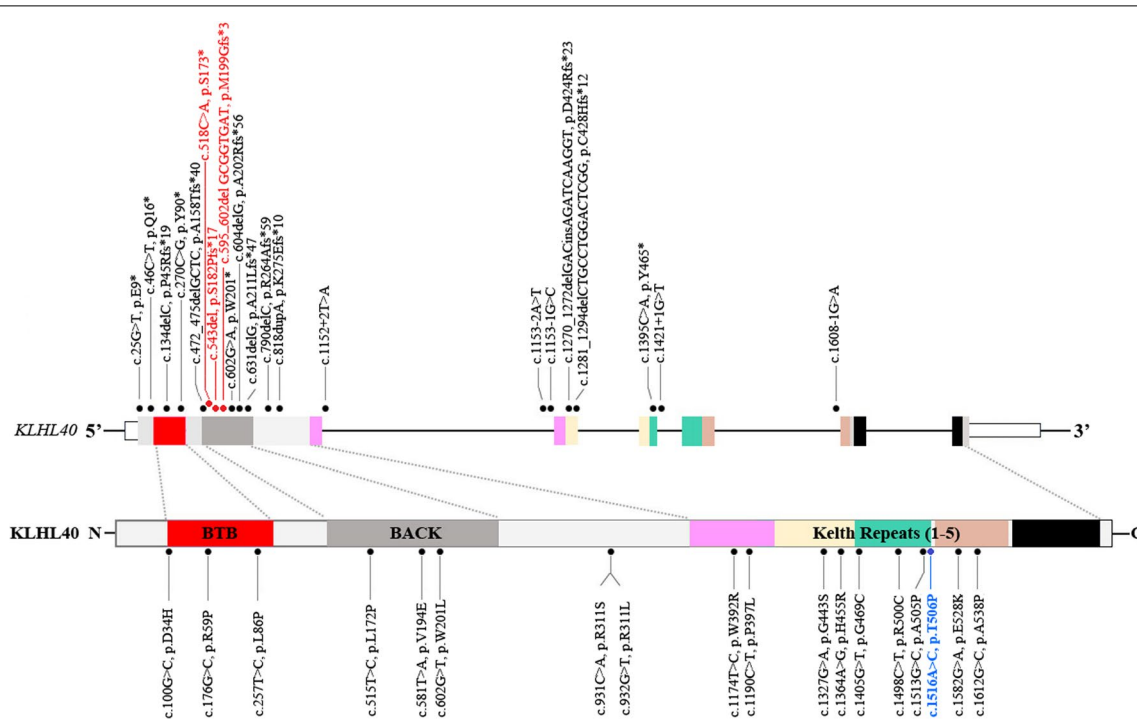 c.25G>T, p.E9*
c.46C>T, p.Q16*
c.134delC, p.P45Rfs*19
c.270C>G, p.Y90*
c.472_475delGCTC, p-A158Tfs*40
c.518C>A, p.S173*
c.543del, p.S182Pfs*17
c.595_602del GCGGTGAT, p.M199Gfs*3
c.602G>A, p.W201*
c.604delG, p.A202Rfs*56
c.631delG, p.A211Lfs*47
c.790delC, p.R264Afs*59
c.818dupA, p.K275Efs*10
c.1152+2T>A
c.1153-2A>T
c.1153-1G>C
c.1270_1272delGACinsAGATCAAGGT, p.D424Rfs*23
c.1281_1294delCTGCCTGGACTCGG, p.C428Hfs*12
c.1395C>A, p.Y465*
c.1421+1G>T
c.1608-1G>A
KLHL40 5' 3'
KLHL40 N BTB BACK Kelth Repeats (1-5) C
c.100G>C, p.D34H
c.176G>C, p.R59P
c.257T>C, p.L86P
c.515T>C, p.L172P
c.581T>A, p.V194E
c.602G>T, p.W201L
c.931C>A, p.R311S
c.932G>T, p.R311L
c.1174T>C, p.W392R
c.1190C>T, p.P397L
c.1327G>A, p.G443S
c.1364A>G, p.H455R
c.1405G>T, p.G469C
c.1498C>T, p.R500C
c.1513G>C, p.A505P
c.1516A>C, p.T506P
c.1582G>A, p.E528K
c.1612G>C, p.A538P